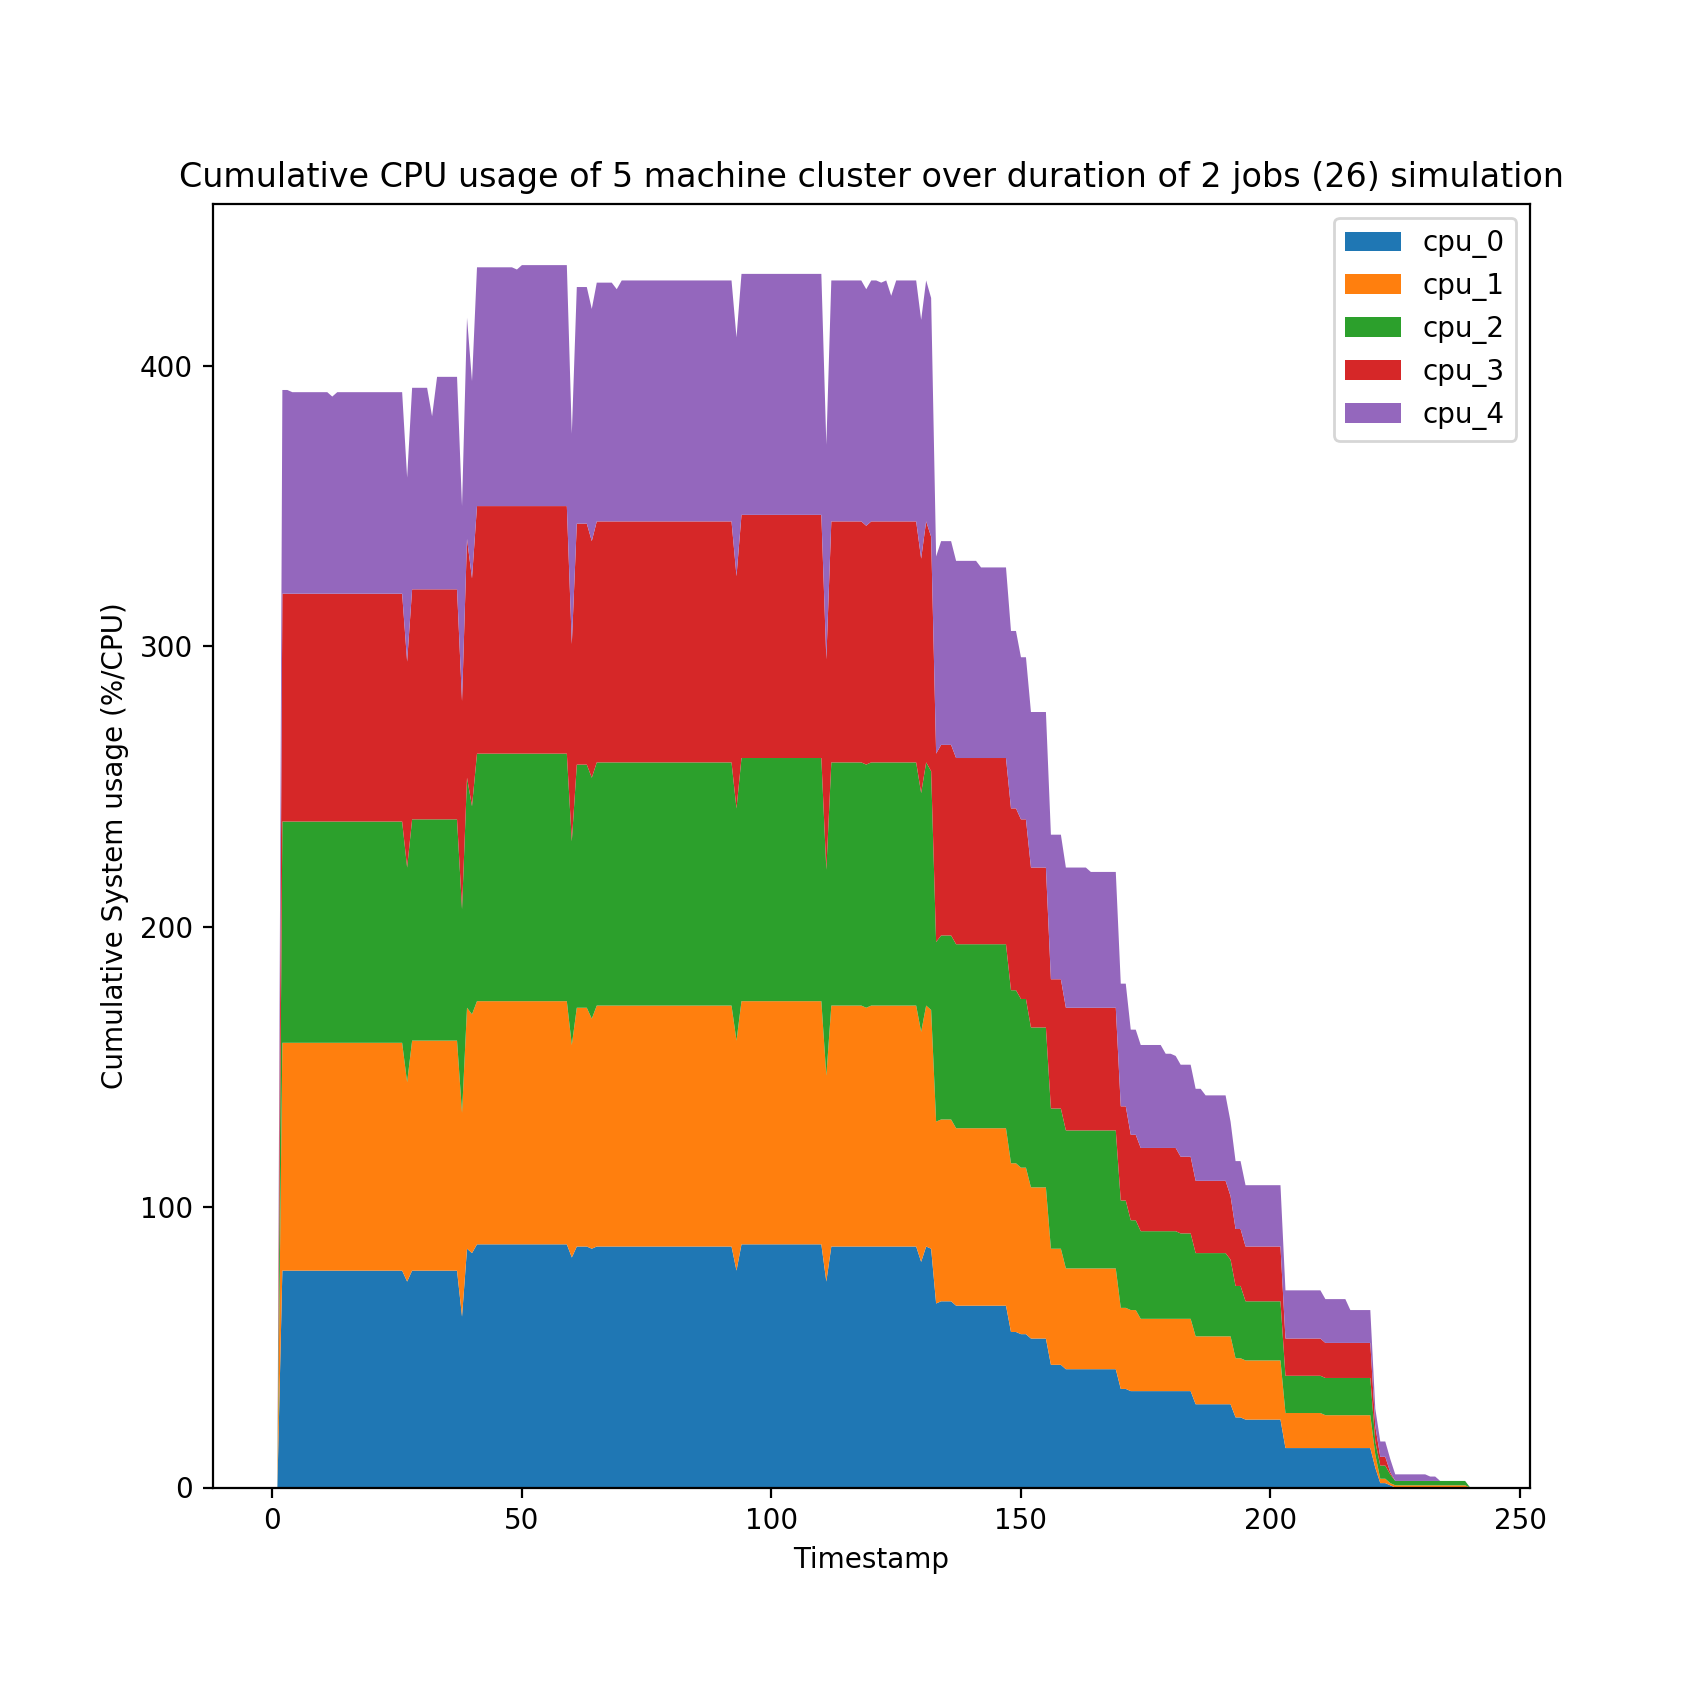 Cumulative CPU usage of 5 machine cluster over duration of 2 jobs (26) simulation
cpu_0
cpu_1
cpu_2
cpu_3
cpu_4
Cumulative System usage (%/CPU)
400
300
200
100
0
0 50 100 150 200 250
Timestamp